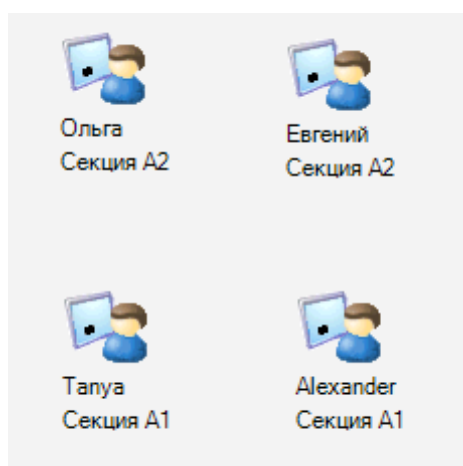 Ольга
Секция А2
Евгений
Секция А2
Tanya
Секция А1
Alexander
Секция А1